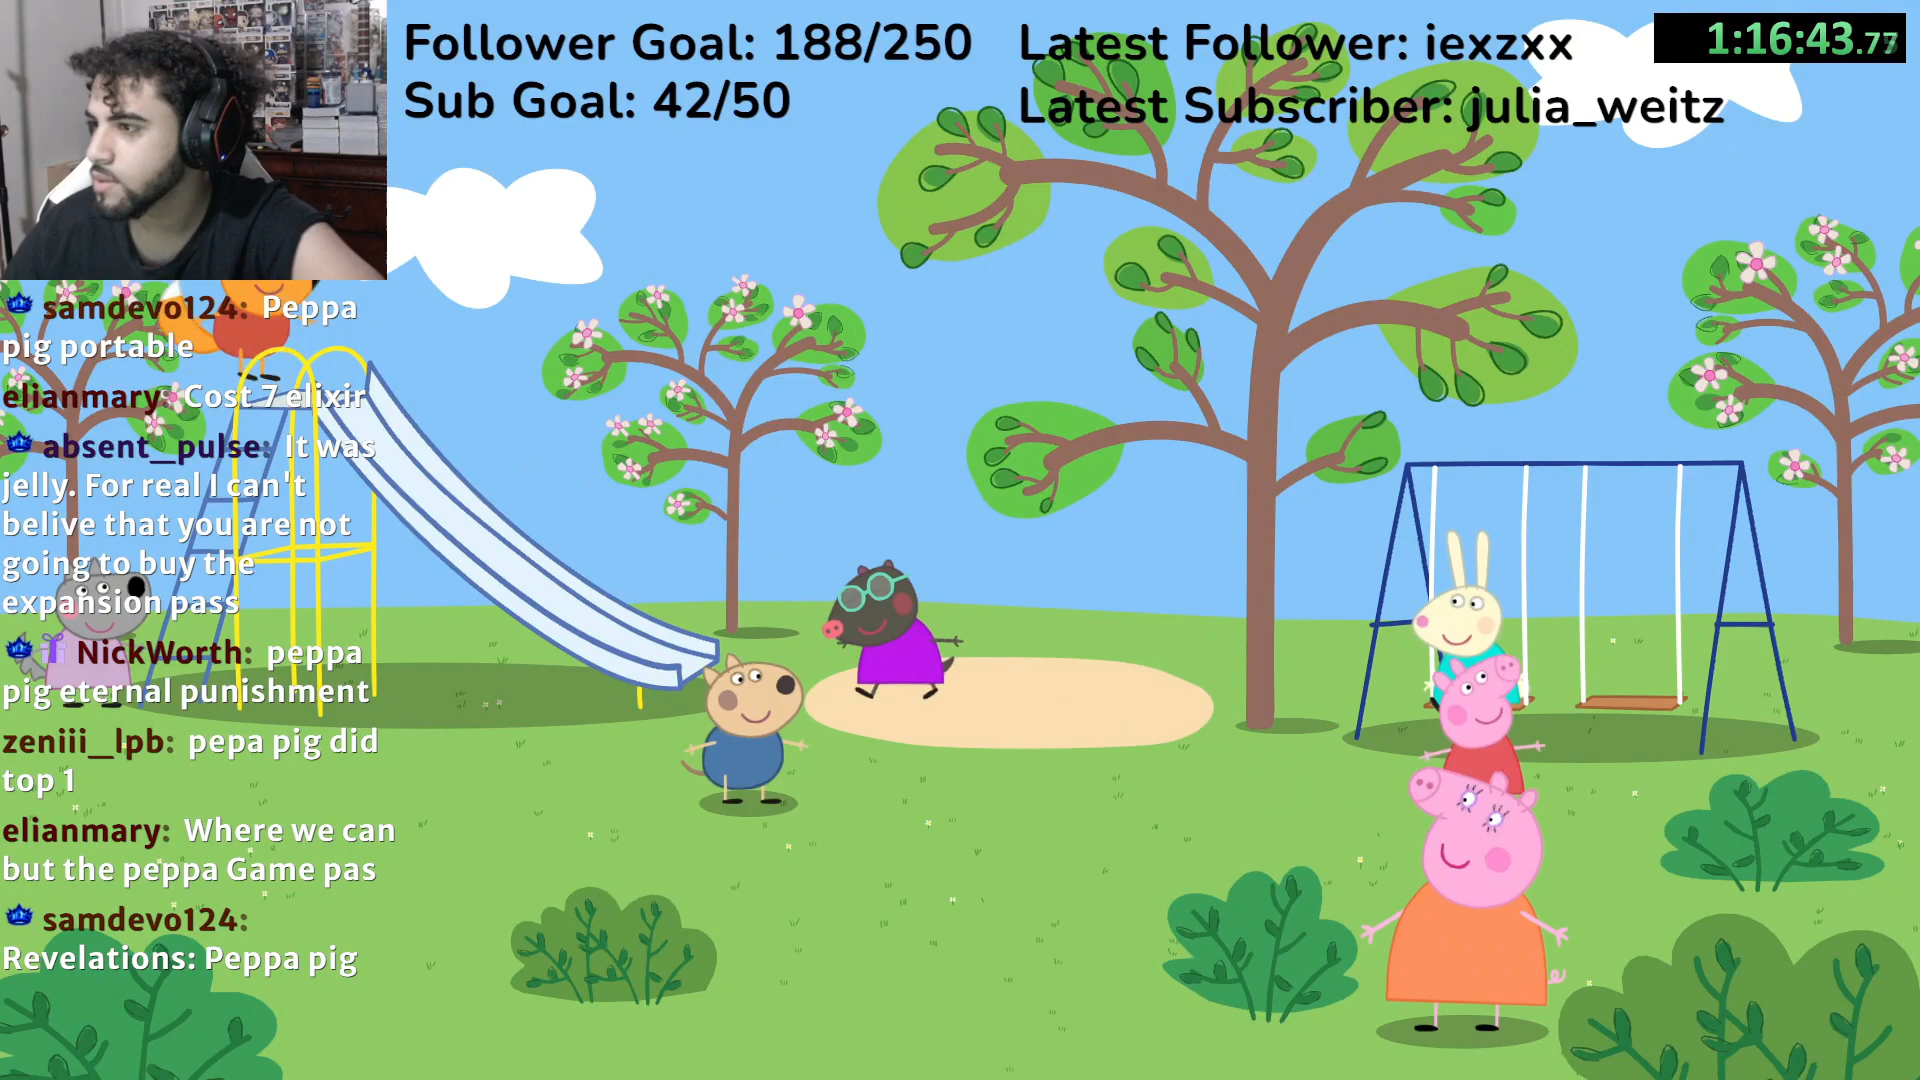 Follower Goal: 188/250
Sub Goal: 42/50
Latest Follower: iexzxx
Latest Subscriber: julia_weitz
1:16:43.77
samdevo124: Peppa
pig portable
elianmary: Cost 7 elixir
absent_pulse: It was
jelly. For real I can't
belive that you are not
going to buy the
expansion pass
NickWorth: peppa
pig eternal punishment
zeniii_lpb: pepa pig did
top 1
elianmary: Where we can
but the peppa Game pas
samdevo124:
Revelations: Peppa pig